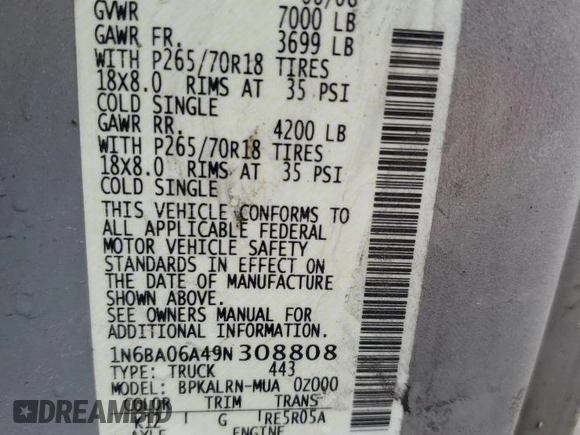 GVWR 7000 LB
GAWR FR. 3699 LB
WITH P265/70R18 TIRES
18X8.0 RIMS AT 35 PSI
COLD SINGLE
GAWR RR. 4200 LB
WITH P265/70R18 TIRES
18X8.0 RIMS AT 35 PSI
COLD SINGLE
THIS VEHICLE CONFORMS TO
ALL APPLICABLE FEDERAL
MOTOR VEHICLE SAFETY
STANDARDS IN EFFECT ON
THE DATE OF MANUFACTURE
SHOWN ABOVE.
SEE OWNERS MANUAL FOR
ADDITIONAL INFORMATION.
1N6BA06A49N308808
TYPE: TRUCK 443
MODEL: BPKALRN-MUA 0Z000
COLOR TRIM TRANS
K12 G RE5R05A
AXLE ENGINE
DREAMBID